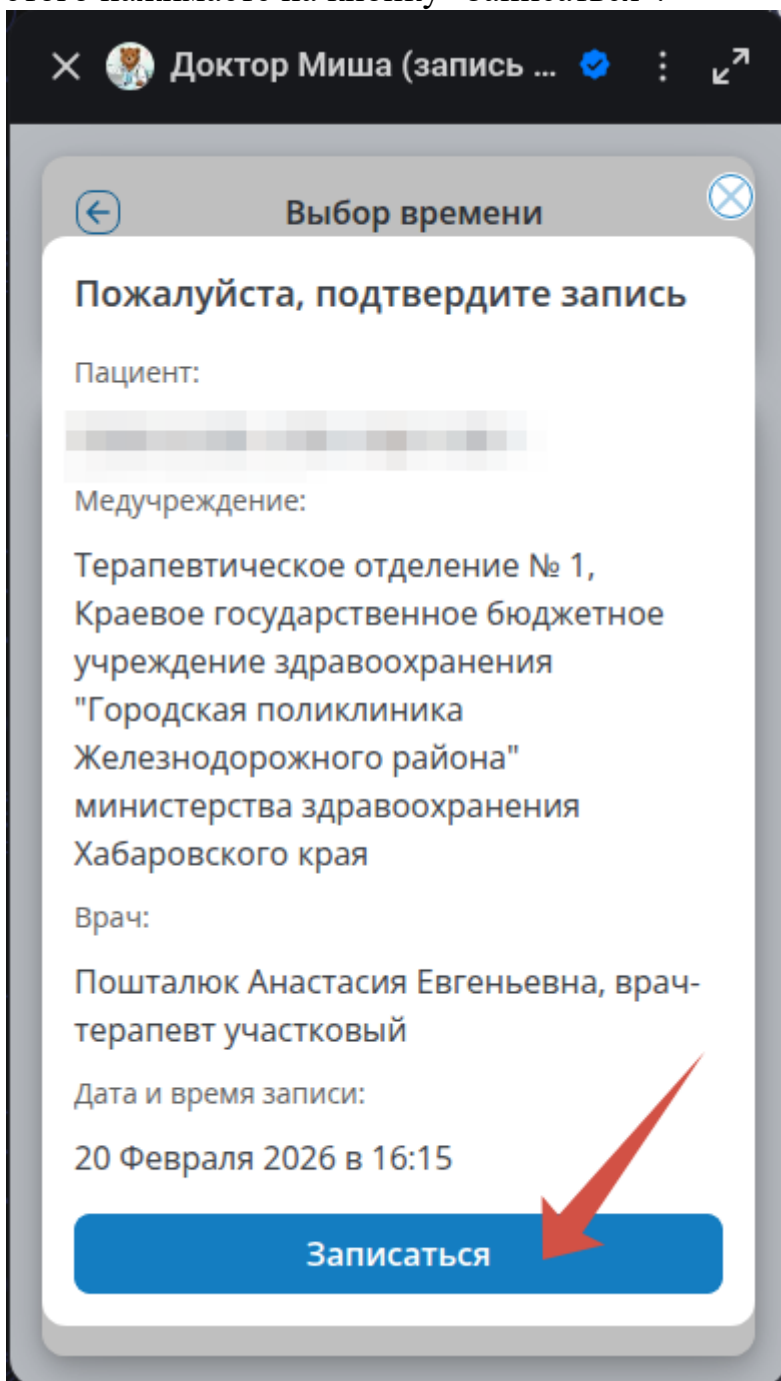 Доктор Миша (запись ...
Выбор времени
Пожалуйста, подтвердите запись
Пациент:
Медучреждение:
Терапевтическое отделение № 1,
Краевое государственное бюджетное
учреждение здравоохранения
"Городская поликлиника
Железнодорожного района"
министерства здравоохранения
Хабаровского края
Врач:
Пошталюк Анастасия Евгеньевна, врач-
терапевт участковый
Дата и время записи:
20 Февраля 2026 в 16:15
Записаться